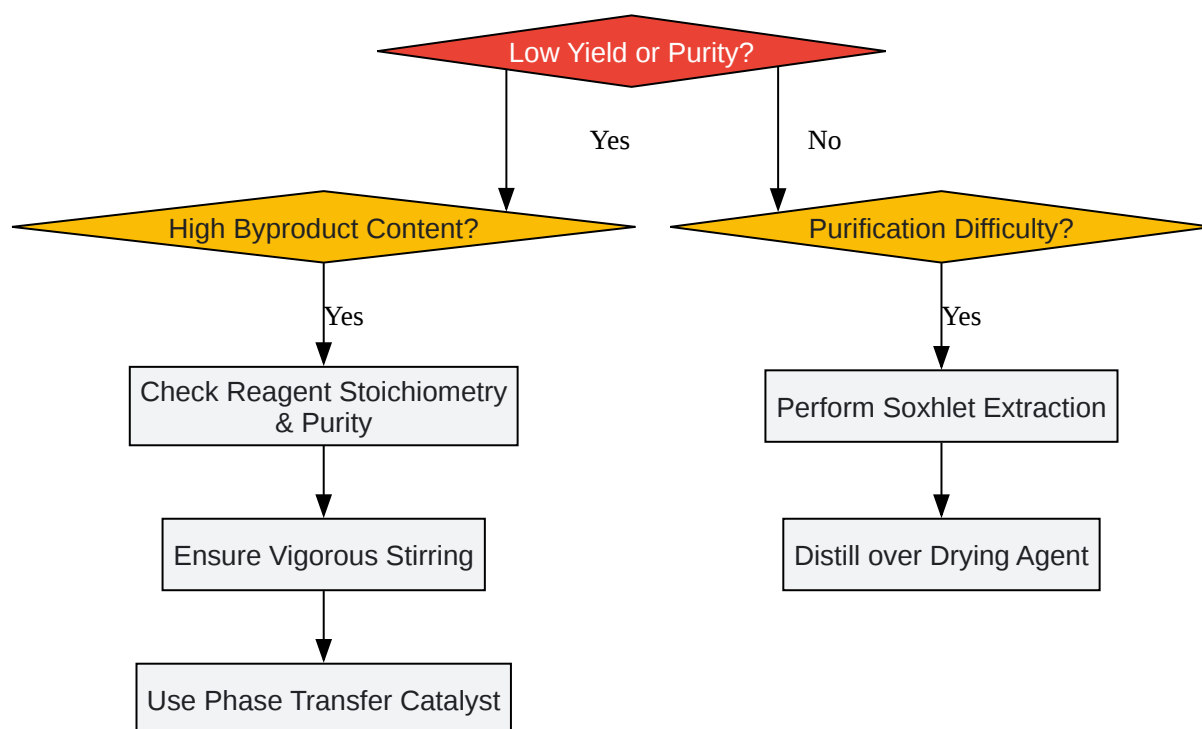 Low Yield or Purity?
Yes
No
High Byproduct Content?
Purification Difficulty?
Yes
Yes
Check Reagent Stoichiometry
& Purity
Perform Soxhlet Extraction
Ensure Vigorous Stirring
Distill over Drying Agent
Use Phase Transfer Catalyst